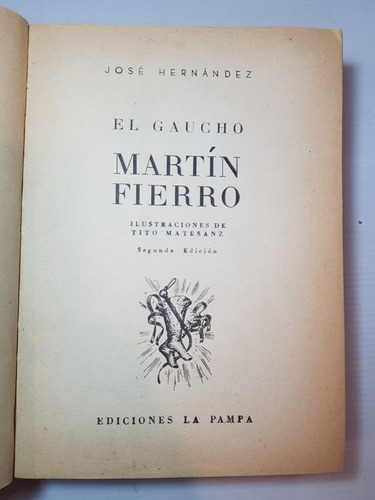 JOSÉ HERNÁNDEZ
EL GAUCHO
MARTÍN
FIERRO
ILUSTRACIONES DE
TITO MATESANZ
Segunda Edición
EDICIONES LA PAMPA